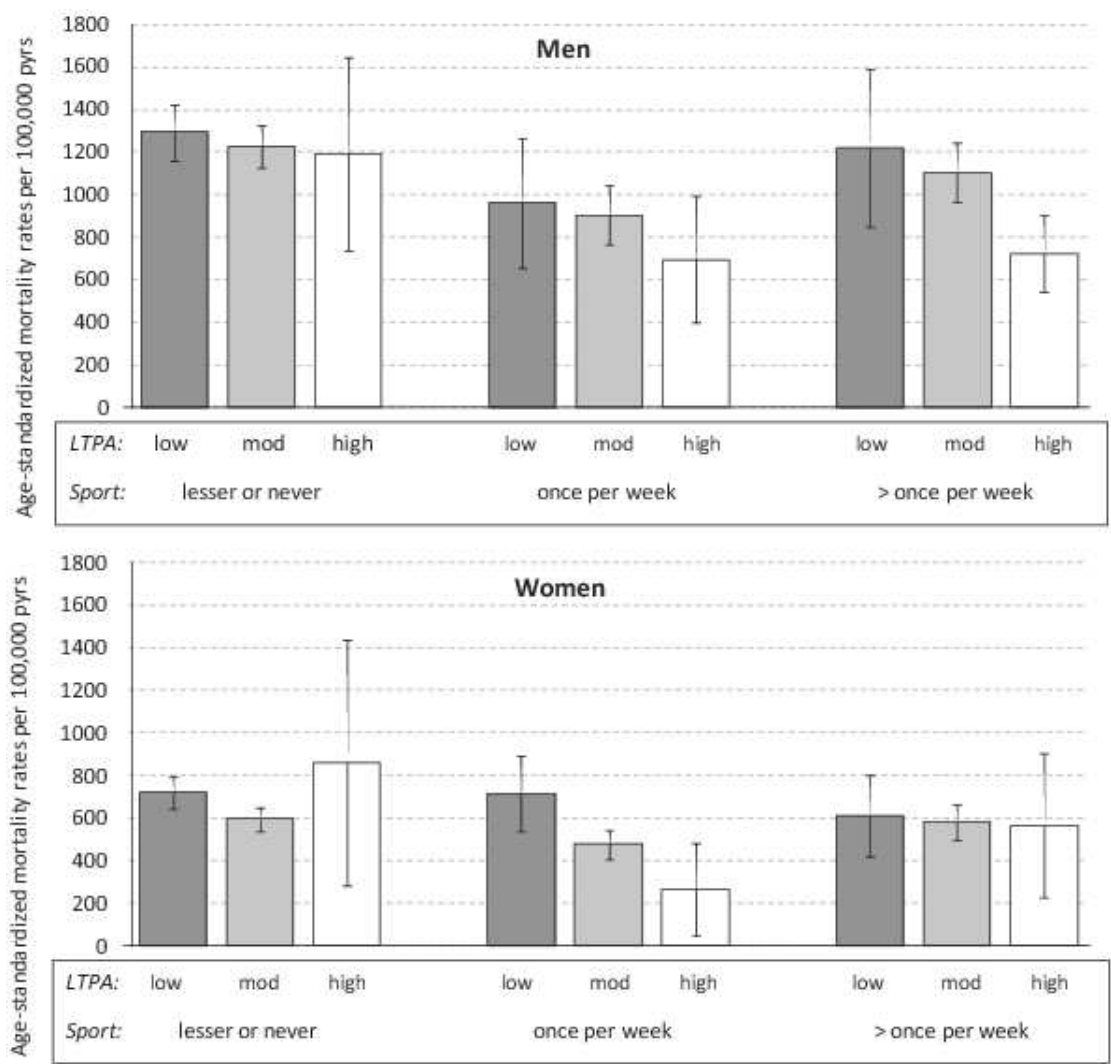 Age-standardized mortality rates per 100,000 pyrs
Men
1800
1600
1400
1200
1000
800
600
400
200
0
LTPA: low mod high low mod high low mod high
Sport: lesser or never once per week > once per week
Age-standardized mortality rates per 100,000 pyrs
Women
1800
1600
1400
1200
1000
800
600
400
200
0
LTPA: low mod high low mod high low mod high
Sport: lesser or never once per week > once per week